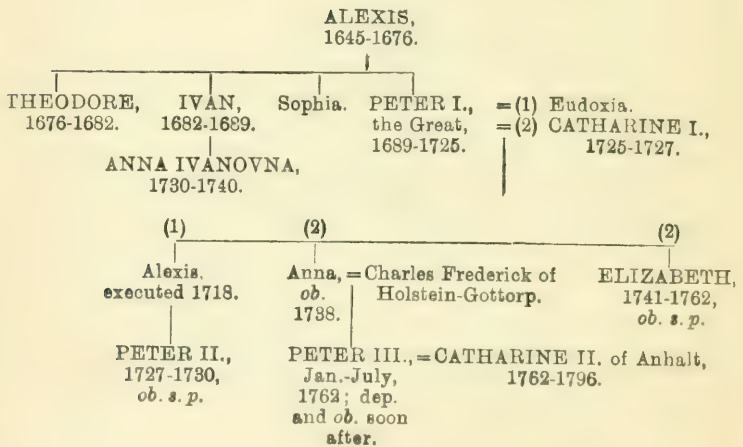 ALEXIS,
1645-1676.
THEODORE, IVAN, Sophia. PETER I., = (1) Eudoxia.
1676-1682. 1682-1689. the Great, = (2) CATHARINE I.,
1689-1725. 1725-1727.
ANNA IVANOVNA,
1730-1740.
(1) (2) (2)
Alexis, Anna, = Charles Frederick of ELIZABETH,
executed 1718. ob. Holstein-Gottorp. 1741-1762,
1738. ob. s. p.
PETER II., PETER III., = CATHARINE II. of Anhalt,
1727-1730, Jan.-July, 1762-1796.
ob. s. p. 1762; dep.
and ob. soon
after.